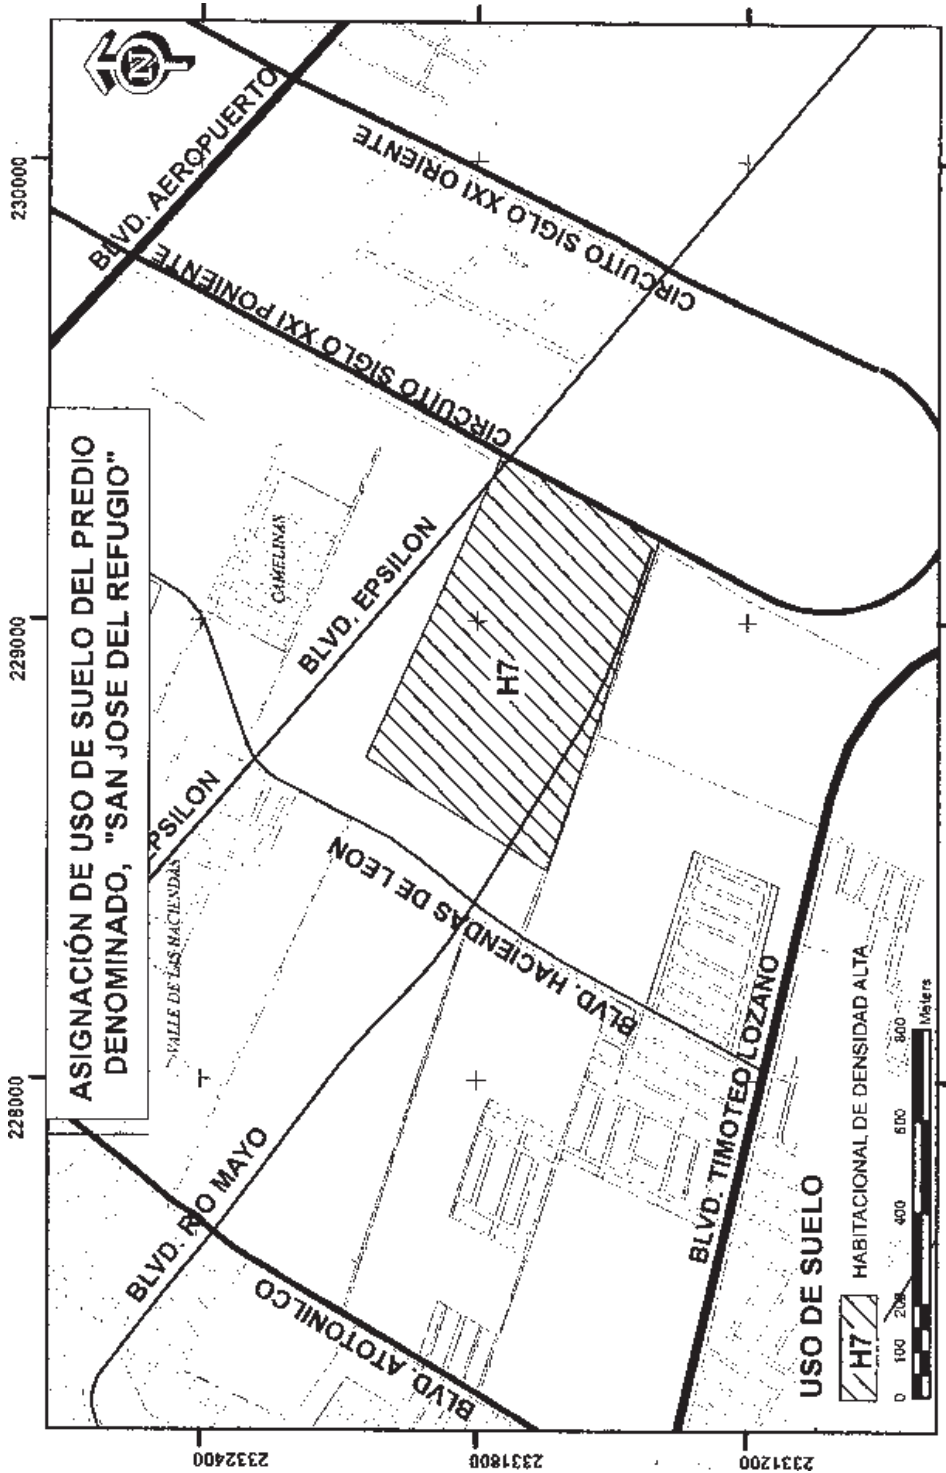 ASIGNACIÓN DE USO DE SUELO DEL PREDIO
DENOMINADO, "SAN JOSE DEL REFUGIO"
N
228000
229000
230000
2332400
2331800
2331200
BLVD. AEROPUERTO
CIRCUITO SIGLO XXI PONIENTE
CIRCUITO SIGLO XXI ORIENTE
CAMELINAS
BLVD. EPSILON
EPSILON
VALLE DE LAS HACIENDAS
H7
BLVD. HACIENDAS DE LEON
BLVD. RIO MAYO
BLVD. ATOTONILCO
BLVD. TIMOTEO LOZANO
USO DE SUELO
H7 HABITACIONAL DE DENSIDAD ALTA
0 100 200 400 600 800
Meters